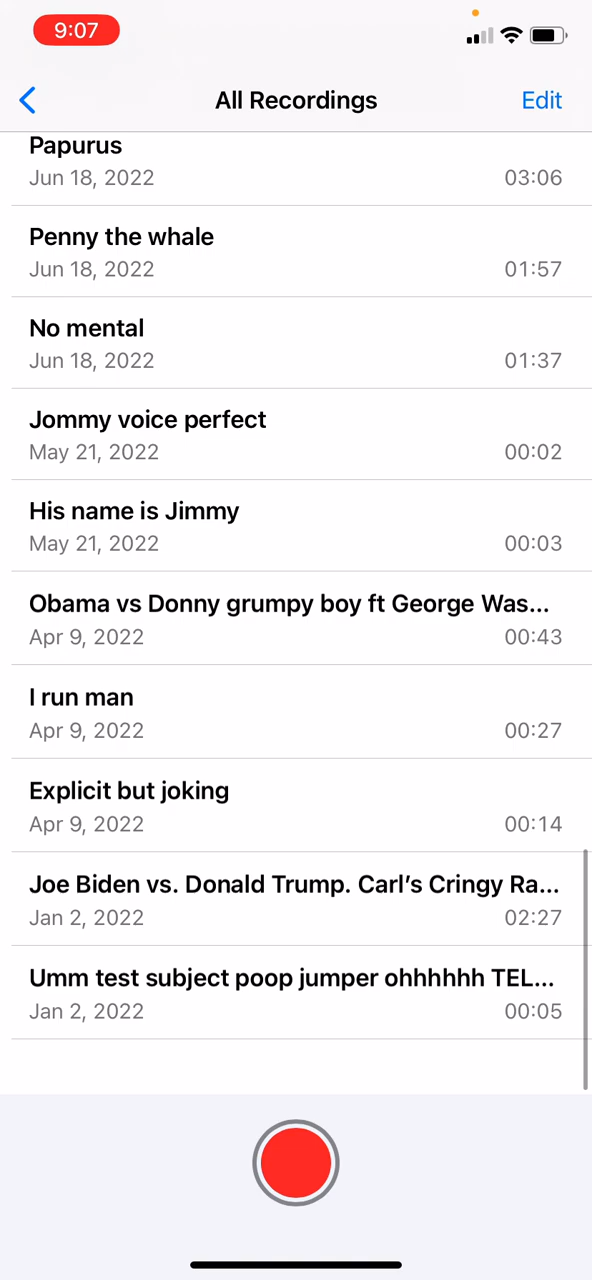 9:07
All Recordings
Edit
Papurus
Jun 18, 2022 03:06
Penny the whale
Jun 18, 2022 01:57
No mental
Jun 18, 2022 01:37
Jommy voice perfect
May 21, 2022 00:02
His name is Jimmy
May 21, 2022 00:03
Obama vs Donny grumpy boy ft George Was...
Apr 9, 2022 00:43
I run man
Apr 9, 2022 00:27
Explicit but joking
Apr 9, 2022 00:14
Joe Biden vs. Donald Trump. Carl’s Cringy Ra...
Jan 2, 2022 02:27
Umm test subject poop jumper ohhhhhh TEL...
Jan 2, 2022 00:05